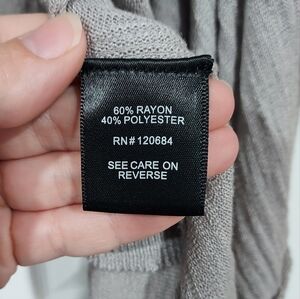 60% RAYON
40% POLYESTER
RN# 120684
SEE CARE ON
REVERSE